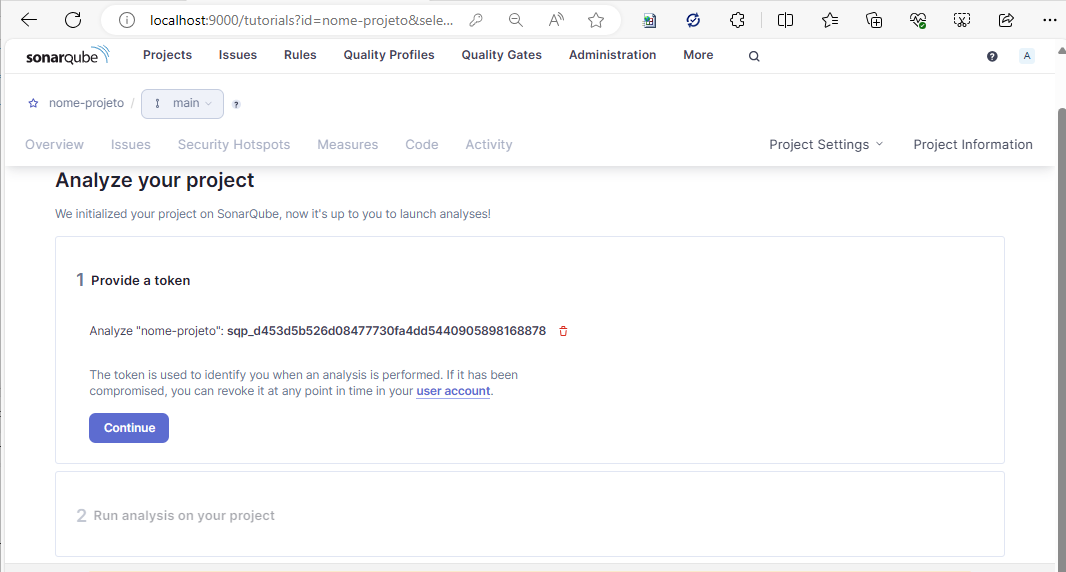 localhost:9000/tutorials?id=nome-projeto&sele...
sonarqube Projects Issues Rules Quality Profiles Quality Gates Administration More ? A
nome-projeto / main ?
Overview Issues Security Hotspots Measures Code Activity Project Settings Project Information
Analyze your project
We initialized your project on SonarQube, now it's up to you to launch analyses!
1 Provide a token
Analyze "nome-projeto": sqp_d453d5b526d08477730fa4dd5440905898168878
The token is used to identify you when an analysis is performed. If it has been
compromised, you can revoke it at any point in time in your user account.
Continue
2 Run analysis on your project